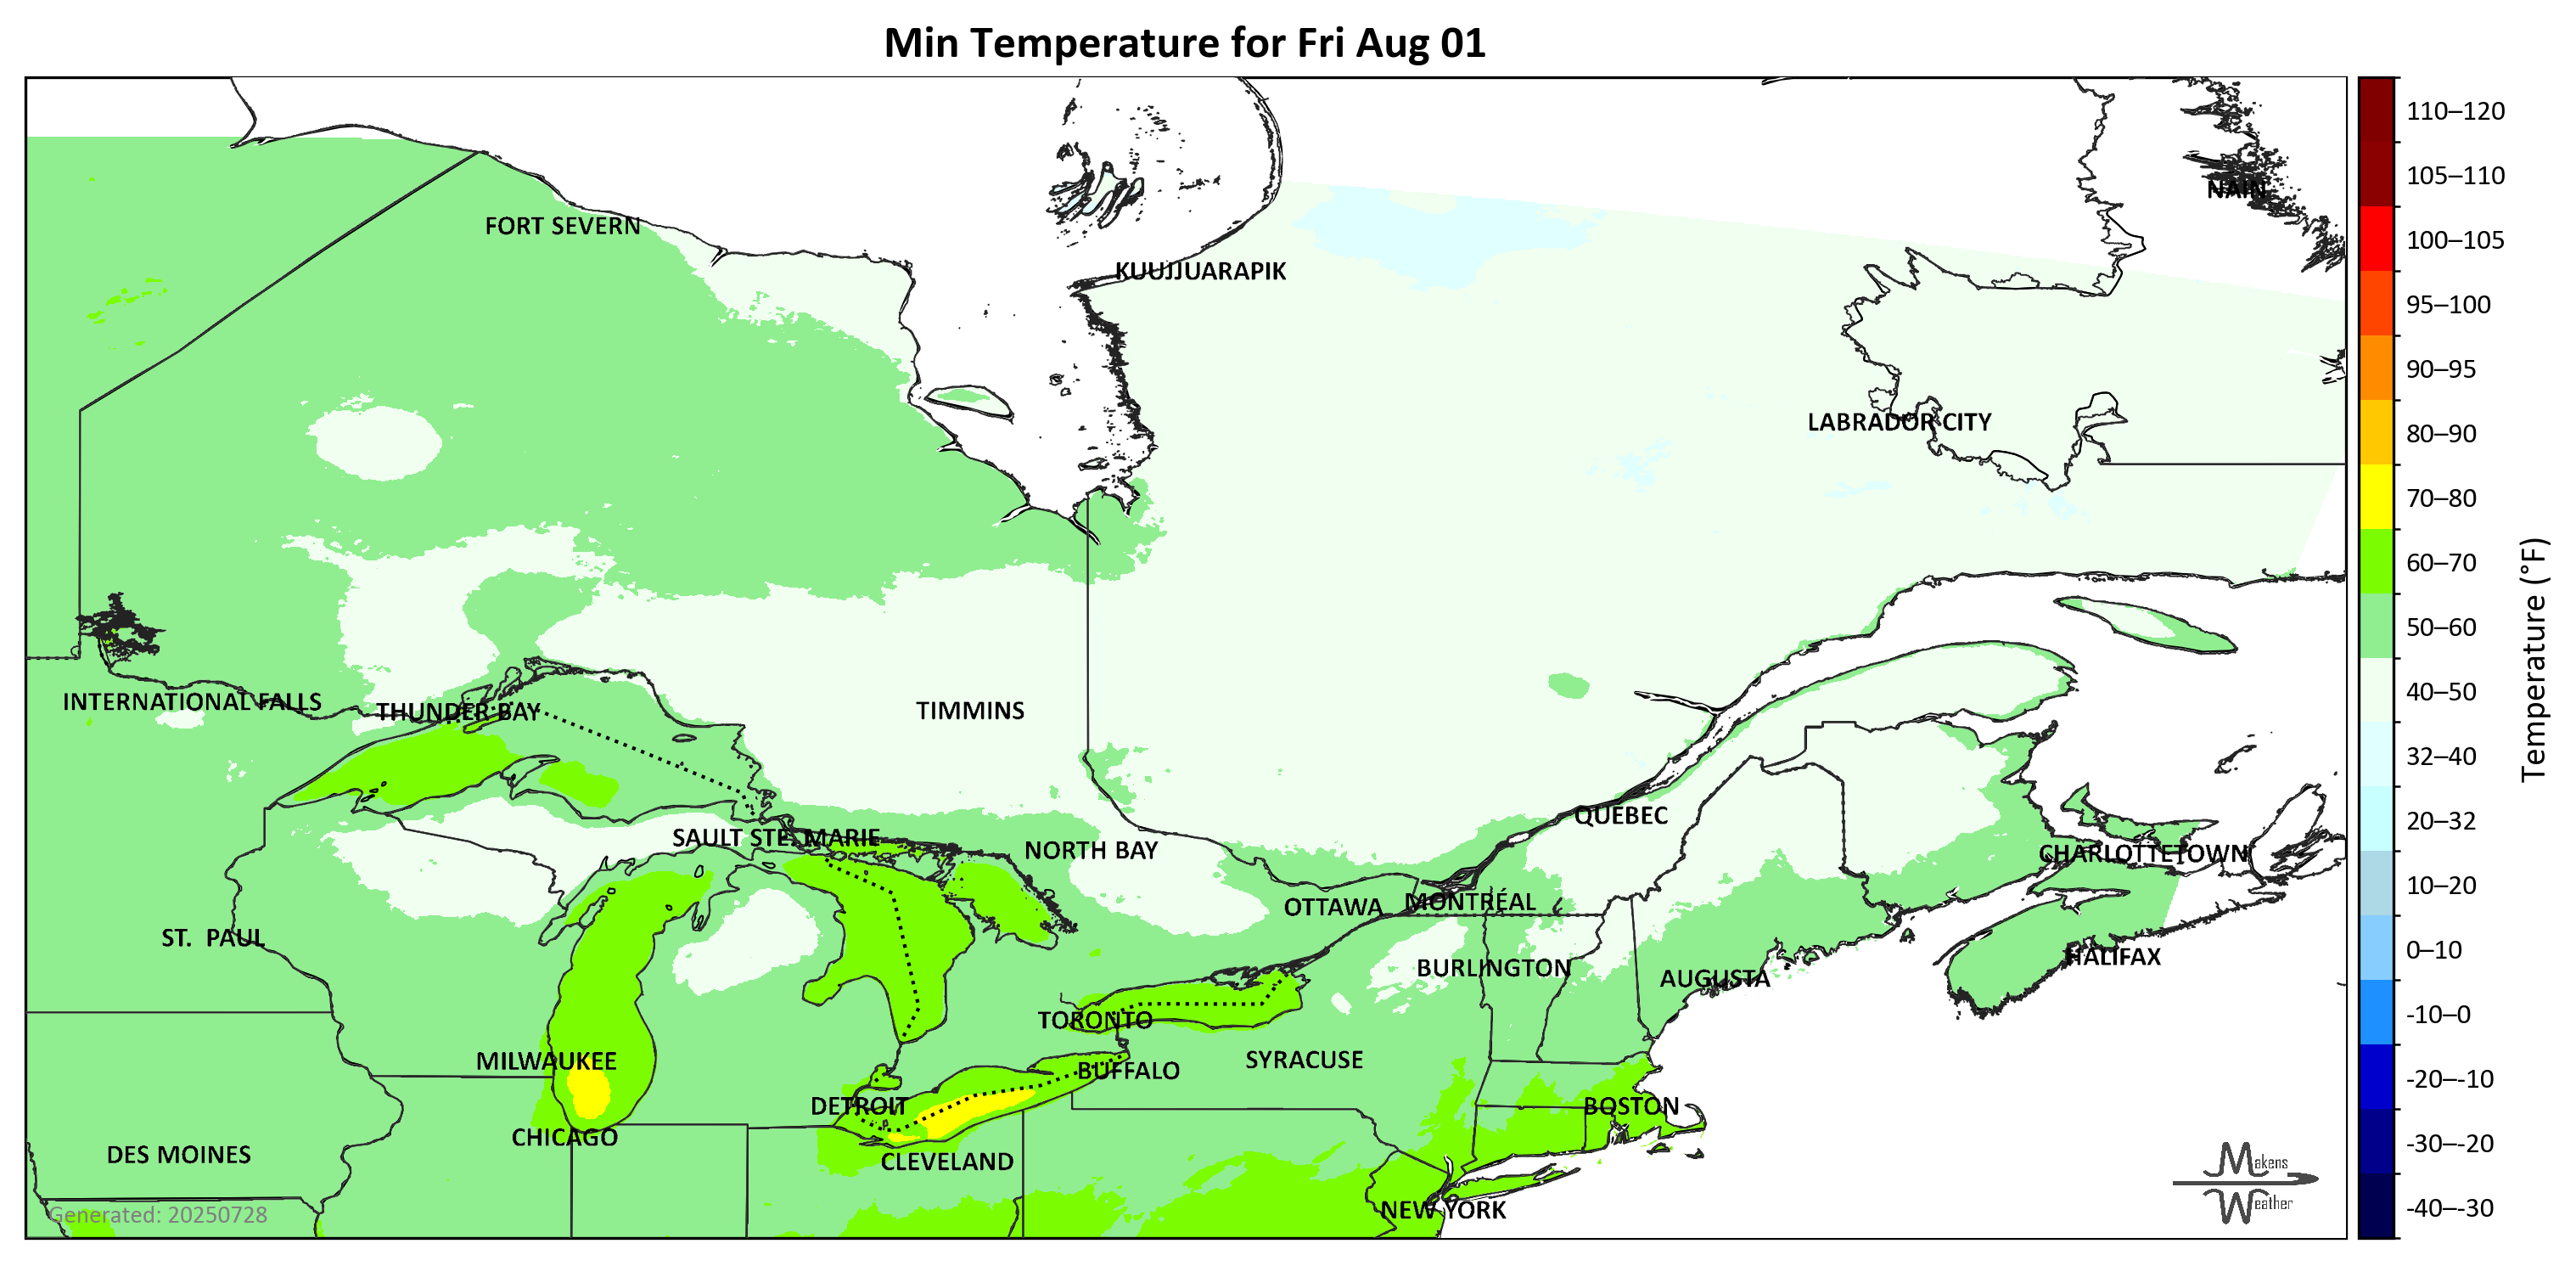 Min Temperature for Fri Aug 01
NAIN
FORT SEVERN
KUUJJUARAPIK
LABRADOR CITY
INTERNATIONAL FALLS
THUNDER BAY
TIMMINS
QUEBEC
SAULT STE. MARIE
NORTH BAY
CHARLOTTETOWN
OTTAWA
MONTRÉAL
ST. PAUL
HALIFAX
BURLINGTON
AUGUSTA
TORONTO
MILWAUKEE
SYRACUSE
BUFFALO
DETROIT
BOSTON
CHICAGO
DES MOINES
CLEVELAND
NEW YORK
Generated: 20250728
Makens
Weather
110–120
105–110
100–105
95–100
90–95
80–90
70–80
60–70
50–60
40–50
32–40
20–32
10–20
0–10
-10–0
-20–-10
-30–-20
-40–-30
Temperature (°F)